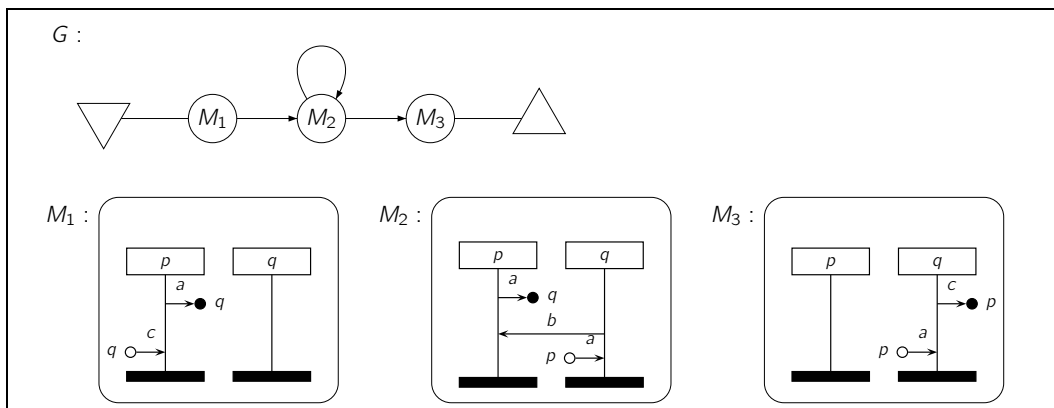 G :
M1 M2 M3
M1 : M2 : M3 :
p q p q p q
a q a q c p
c b a
q p a p